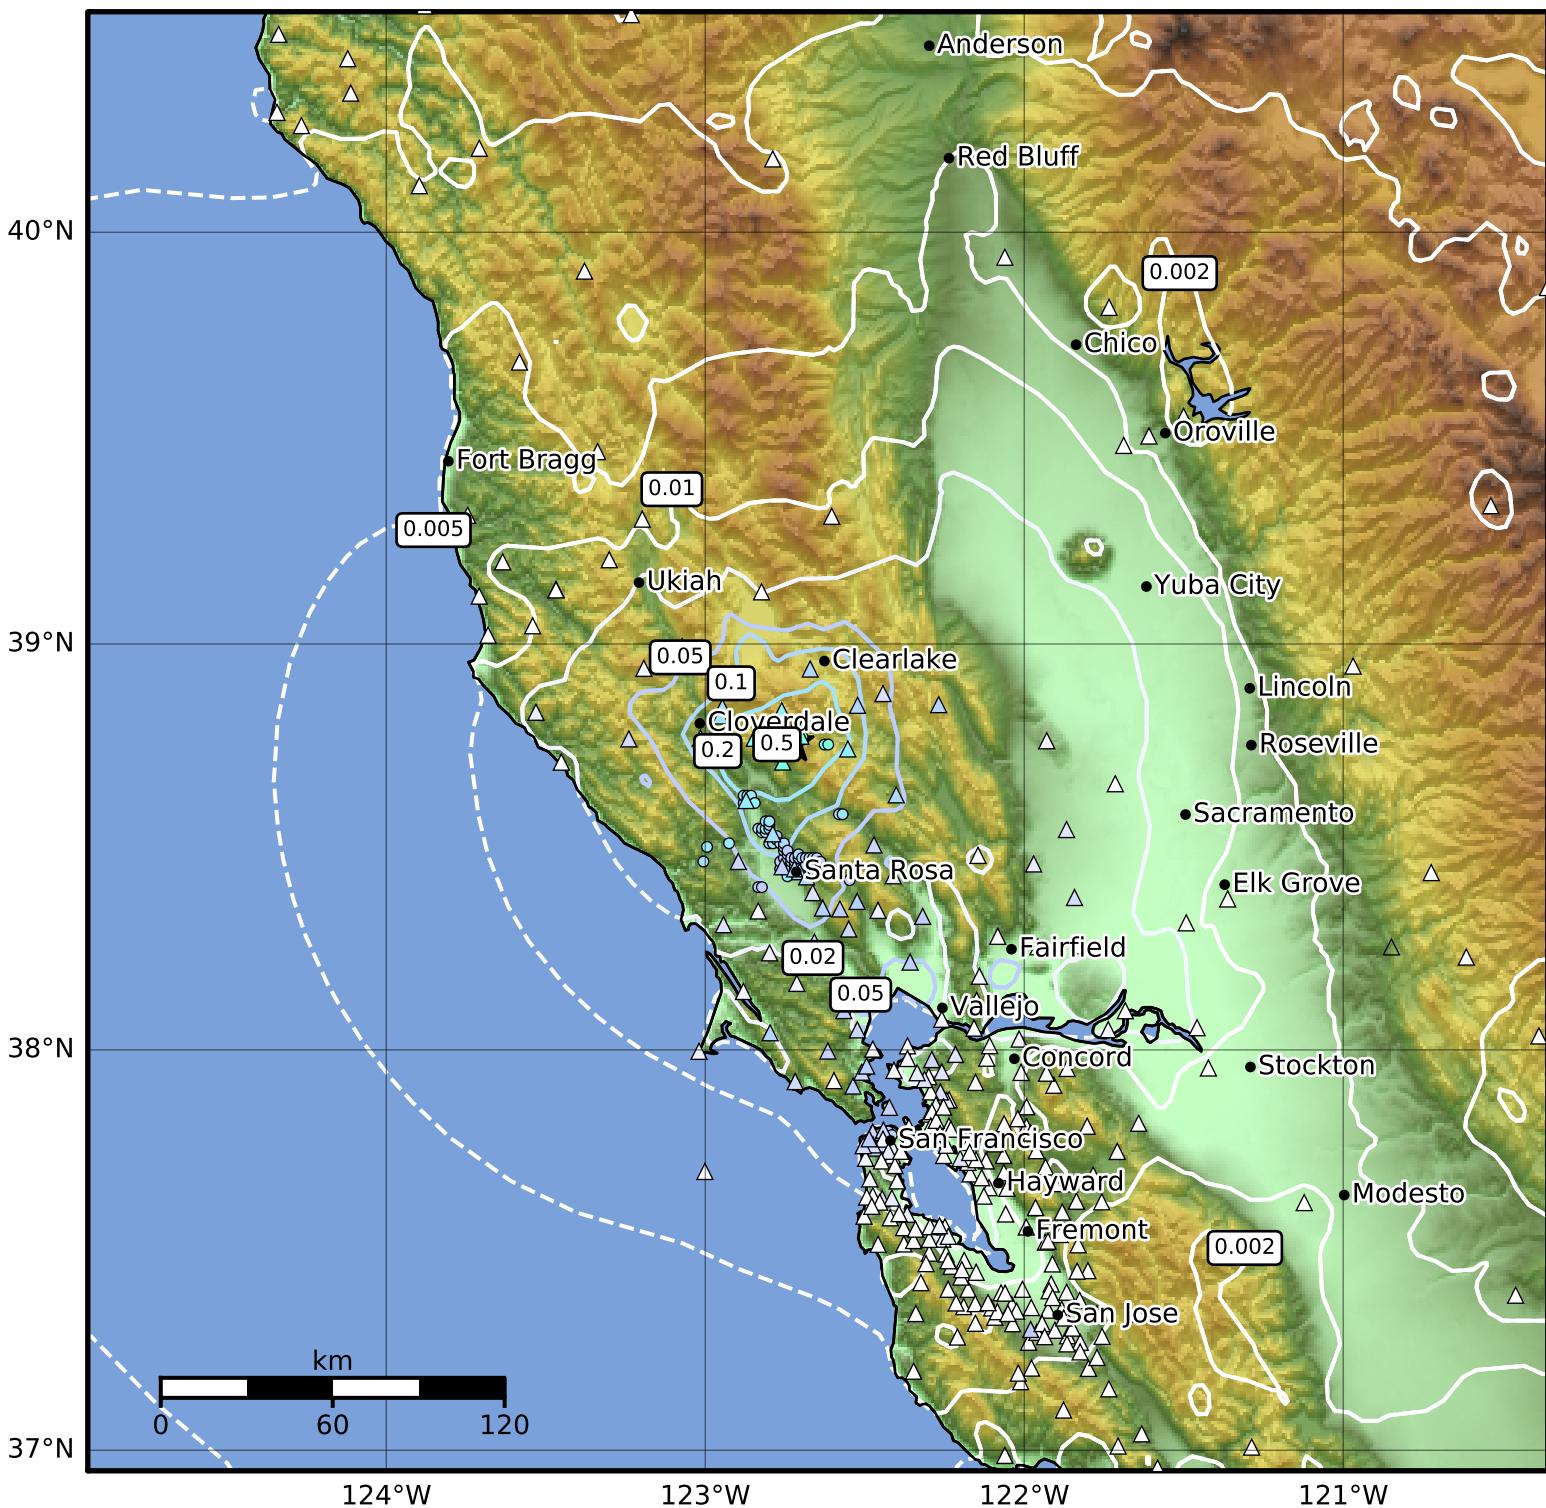 Anderson
Red Bluff
40°N
0.002
Chico
Oroville
Fort Bragg
0.01
0.005
Ukiah
Yuba City
39°N
0.05
Clearlake
0.1
Lincoln
Cloverdale
0.2
0.5
Roseville
Sacramento
Santa Rosa
Elk Grove
Fairfield
0.02
0.05
Vallejo
38°N
Concord
Stockton
San Francisco
Hayward
Modesto
Fremont
0.002
San Jose
km
0 60 120
37°N
124°W 123°W 122°W 121°W